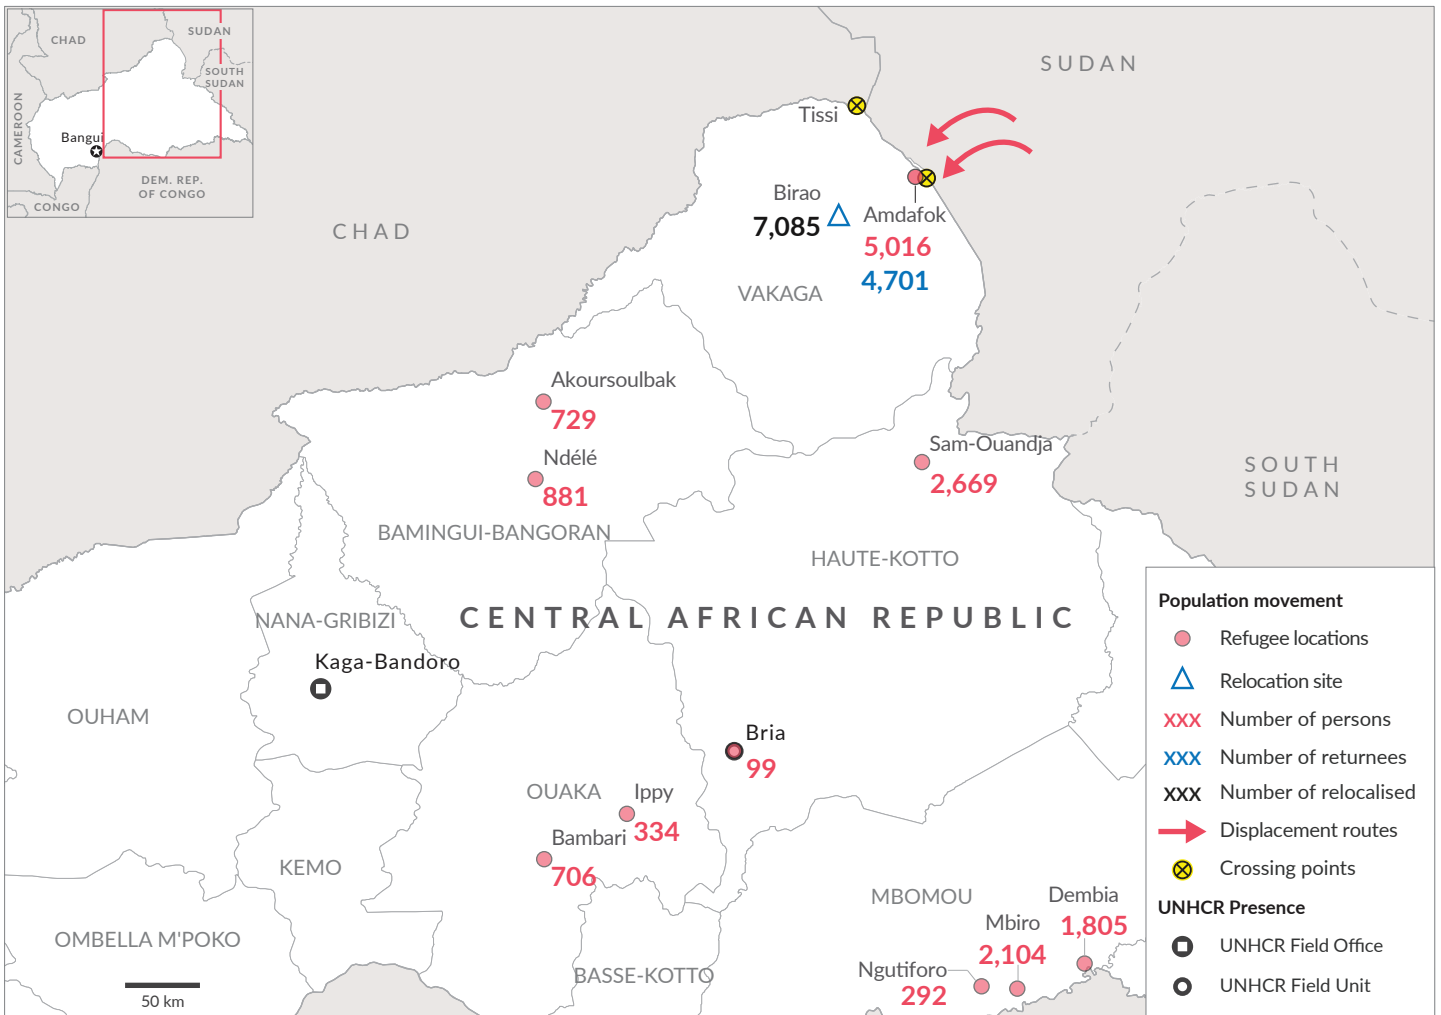 CHAD
SUDAN
SOUTH
SUDAN
CAMEROON
Bangui
DEM. REP.
OF CONGO
CONGO
SUDAN
Tissi
Birao
7,085
Amdafok
5,016
4,701
CHAD
VAKAGA
Akoursoulbak
729
Ndélé
881
Sam-Ouandja
2,669
SOUTH
SUDAN
BAMINGUI-BANGORAN
HAUTE-KOTTO
CENTRAL AFRICAN REPUBLIC
NANA-GRIBIZI
Kaga-Bandoro
OUHAM
Bria
99
OUAKA
Ippy
334
Bambari
706
KEMO
MBOMOU
Dembia
1,805
Mbiro
2,104
OMBELLA M'POKO
Ngutiforo
292
BASSE-KOTTO
50 km
Population movement
Refugee locations
Relocation site
XXX Number of persons
XXX Number of returnees
XXX Number of relocalised
Displacement routes
Crossing points
UNHCR Presence
UNHCR Field Office
UNHCR Field Unit